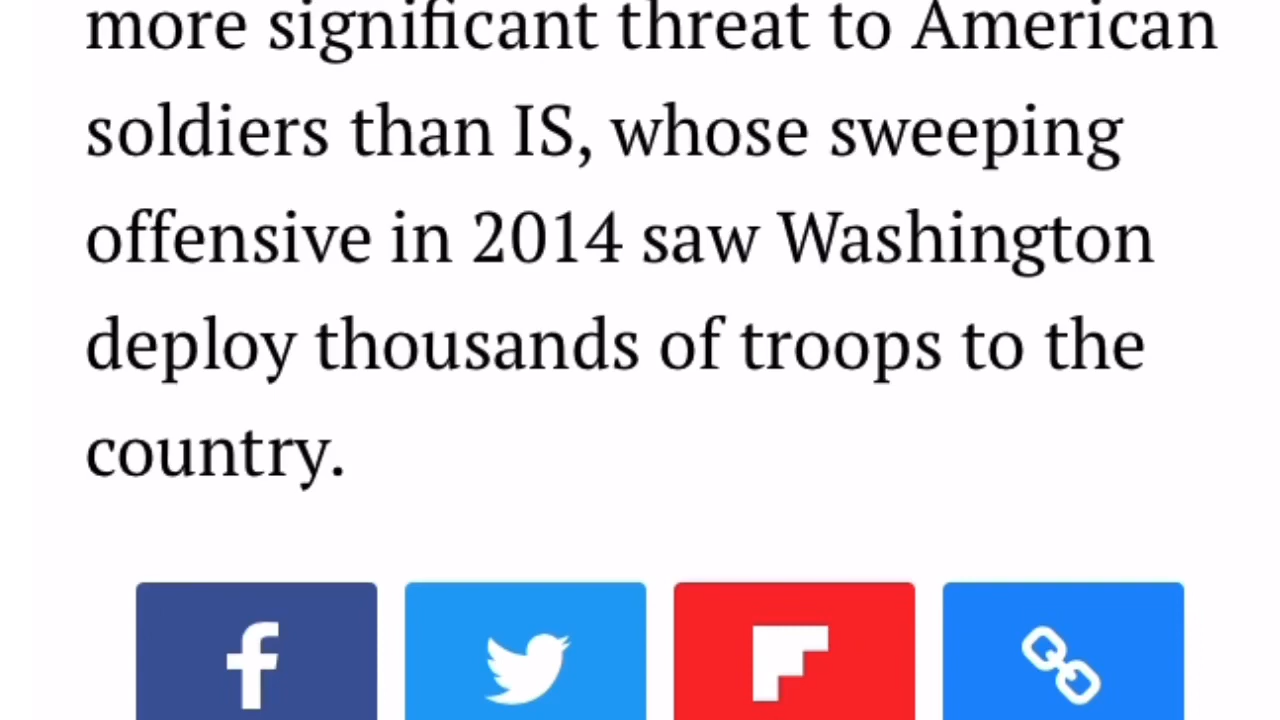 more significant threat to American
soldiers than IS, whose sweeping
offensive in 2014 saw Washington
deploy thousands of troops to the
country.